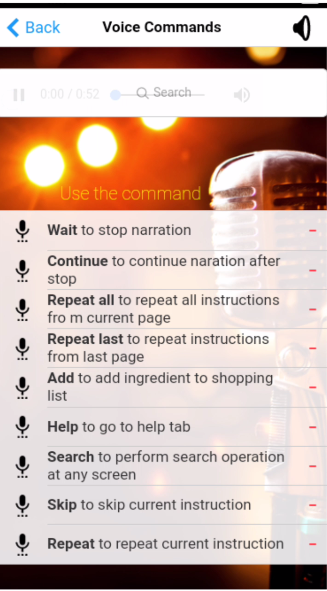 Back
Voice Commands
0:00 / 0:52
Search
Use the command
Wait to stop narration
Continue to continue naration after
stop
Repeat all to repeat all instructions
fro m current page
Repeat last to repeat instructions
from last page
Add to add ingredient to shopping
list
Help to go to help tab
Search to perform search operation
at any screen
Skip to skip current instruction
Repeat to repeat current instruction